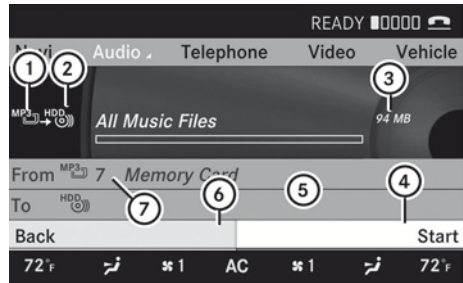 READY 0000
Navi Audio Telephone Video Vehicle
1 2 3
MP3 HDD
All Music Files 94 MB
From MP3 7 Memory Card
To HDD
4 5 6 7
Back Start
72°F 1 AC 1 72°F